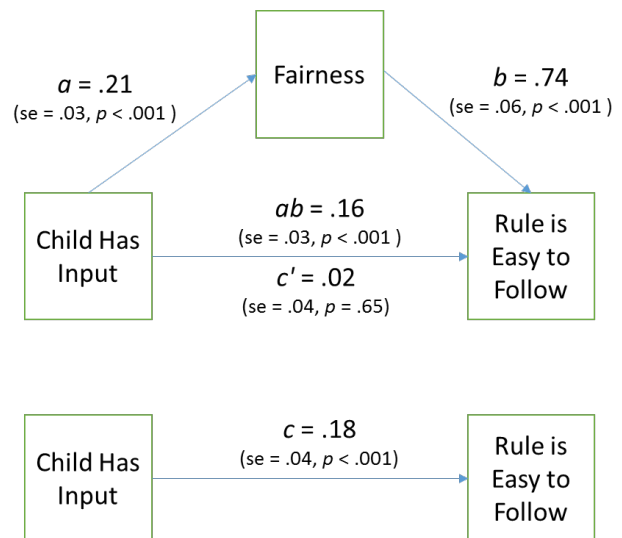 Fairness
a = .21
(se = .03, p < .001 )
b = .74
(se = .06, p < .001 )
Child Has
Input
ab = .16
(se = .03, p < .001 )
c' = .02
(se = .04, p = .65)
Rule is
Easy to
Follow
Child Has
Input
c = .18
(se = .04, p < .001)
Rule is
Easy to
Follow